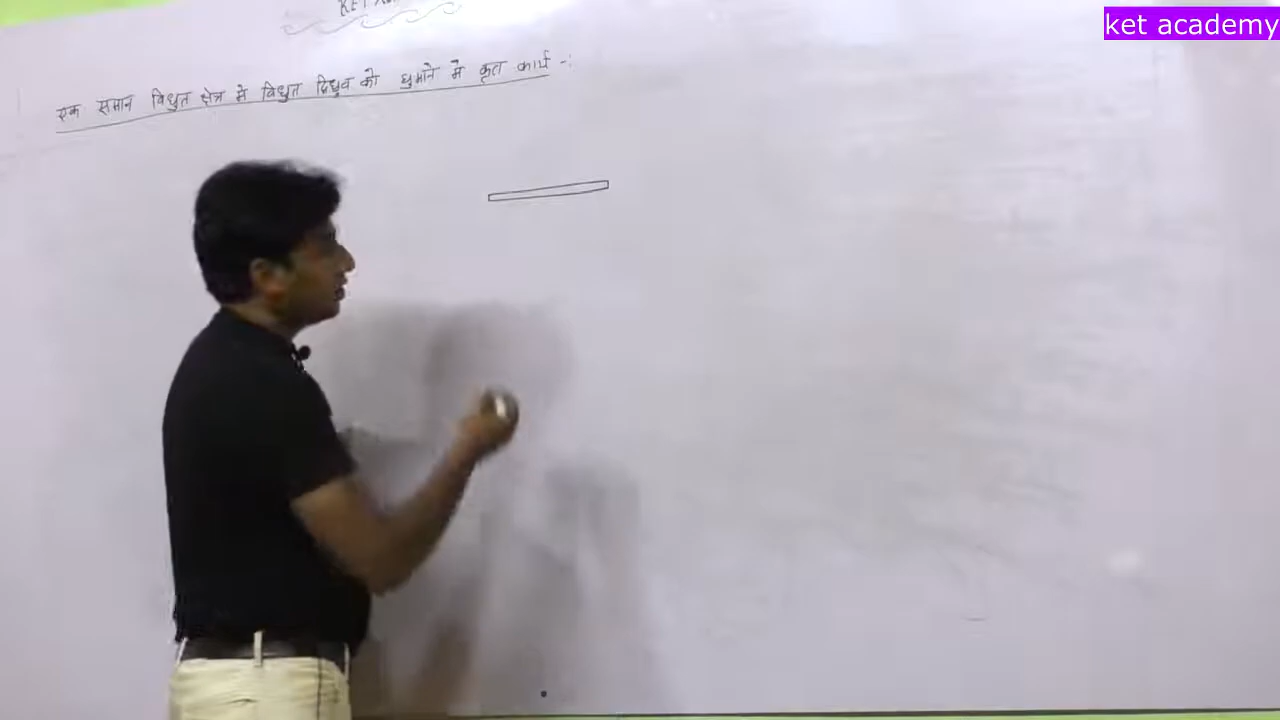 ket academy
एक समान विधुत क्षेत्र में विधुत द्विध्रुव को घुमाने में कृत कार्य -: